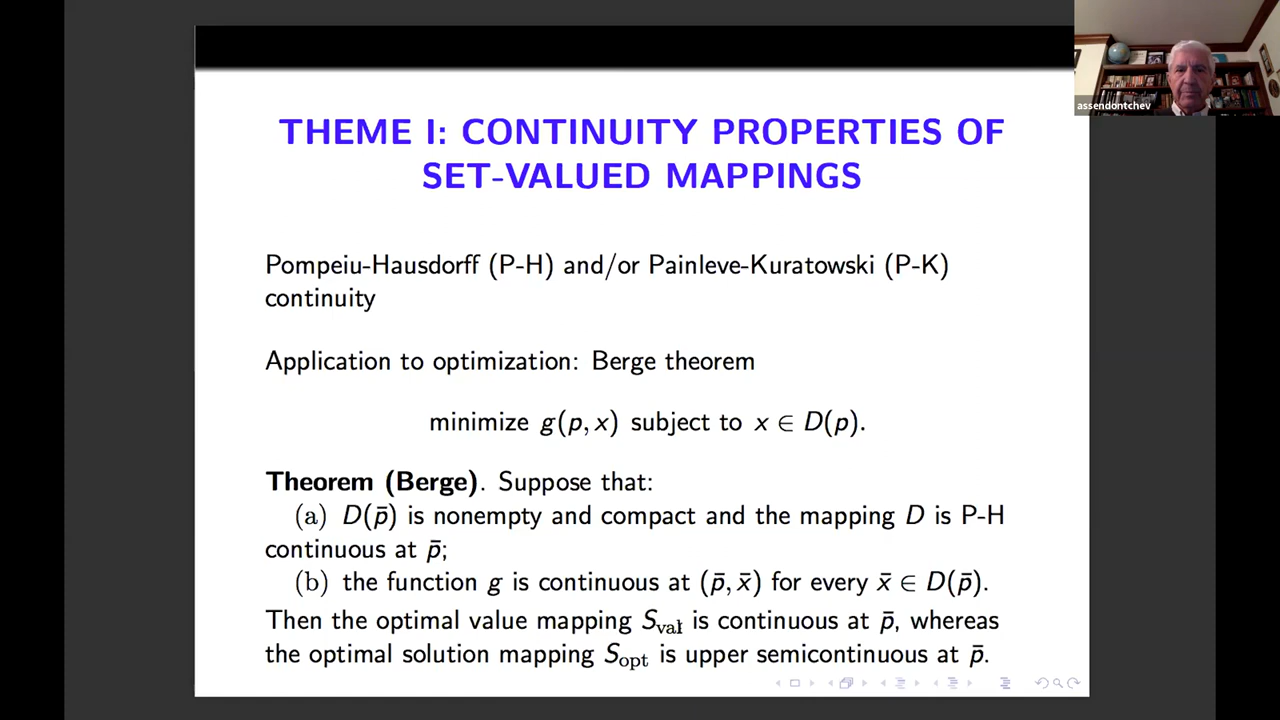 assendontchev
THEME I: CONTINUITY PROPERTIES OF
SET-VALUED MAPPINGS
Pompeiu-Hausdorff (P-H) and/or Painleve-Kuratowski (P-K)
continuity
Application to optimization: Berge theorem
minimize g(p, x) subject to x ∈ D(p).
Theorem (Berge). Suppose that:
(a) D(p̄) is nonempty and compact and the mapping D is P-H
continuous at p̄;
(b) the function g is continuous at (p̄, x̄) for every x̄ ∈ D(p̄).
Then the optimal value mapping S_val is continuous at p̄, whereas
the optimal solution mapping S_opt is upper semicontinuous at p̄.